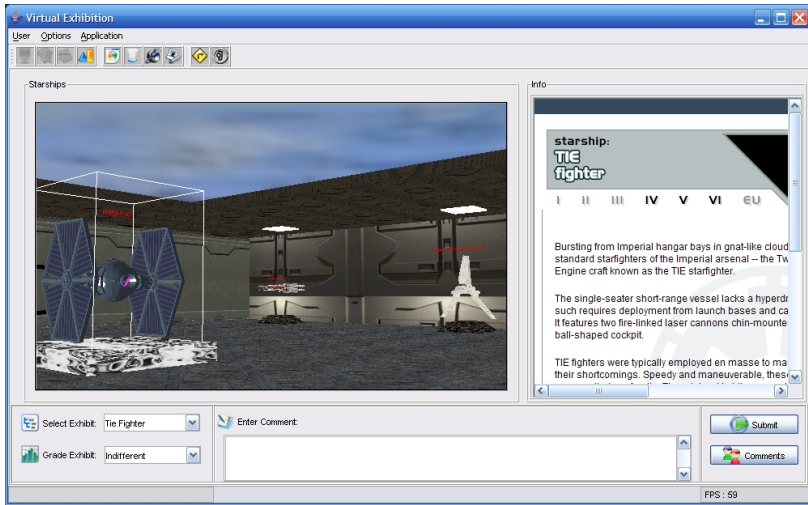 Virtual Exhibition
User Options Application
Starships
Info
starship:
TIE
fighter
I II III IV V VI EU
Bursting from Imperial hangar bays in gnat-like cloud
standard starfighters of the Imperial arsenal -- the Tw
Engine craft known as the TIE starfighter.
The single-seater short-range vessel lacks a hyperdr
such requires deployment from launch bases and ca
It features two fire-linked laser cannons chin-mounte
ball-shaped cockpit.
TIE fighters were typically employed en masse to ma
their shortcomings. Speedy and maneuverable, these
Select Exhibit: Tie Fighter
Grade Exhibit: Indifferent
Enter Comment:
Submit
Comments
FPS : 59